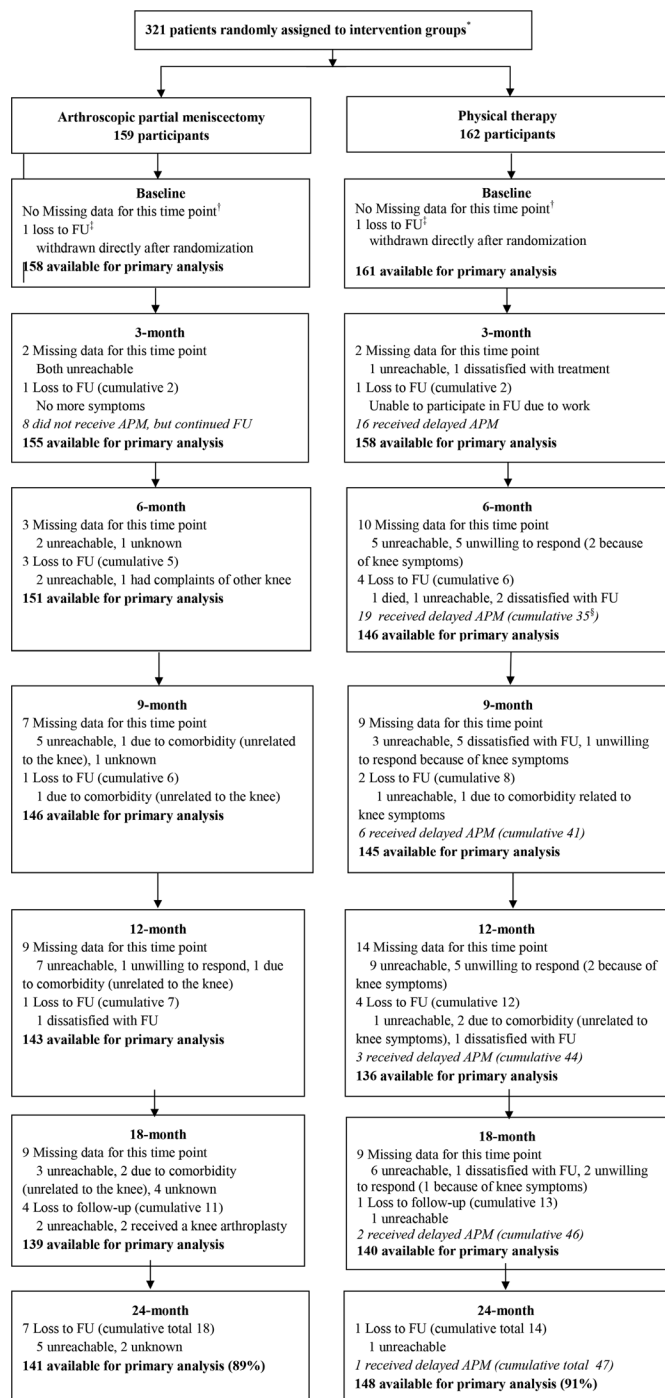 321 patients randomly assigned to intervention groups*
Arthroscopic partial meniscectomy
159 participants
Physical therapy
162 participants
Baseline
No Missing data for this time point†
1 loss to FU‡
withdrawn directly after randomization
158 available for primary analysis
Baseline
No Missing data for this time point†
1 loss to FU‡
withdrawn directly after randomization
161 available for primary analysis
3-month
2 Missing data for this time point
Both unreachable
1 Loss to FU (cumulative 2)
No more symptoms
8 did not receive APM, but continued FU
155 available for primary analysis
3-month
2 Missing data for this time point
1 unreachable, 1 dissatisfied with treatment
1 Loss to FU (cumulative 2)
Unable to participate in FU due to work
16 received delayed APM
158 available for primary analysis
6-month
3 Missing data for this time point
2 unreachable, 1 unknown
3 Loss to FU (cumulative 5)
2 unreachable, 1 had complaints of other knee
151 available for primary analysis
6-month
10 Missing data for this time point
5 unreachable, 5 unwilling to respond (2 because
of knee symptoms)
4 Loss to FU (cumulative 6)
1 died, 1 unreachable, 2 dissatisfied with FU
19 received delayed APM (cumulative 35§)
146 available for primary analysis
9-month
7 Missing data for this time point
5 unreachable, 1 due to comorbidity (unrelated
to the knee), 1 unknown
1 Loss to FU (cumulative 6)
1 due to comorbidity (unrelated to the knee)
146 available for primary analysis
9-month
9 Missing data for this time point
3 unreachable, 5 dissatisfied with FU, 1 unwilling
to respond because of knee symptoms
2 Loss to FU (cumulative 8)
1 unreachable, 1 due to comorbidity related to
knee symptoms
6 received delayed APM (cumulative 41)
145 available for primary analysis
12-month
9 Missing data for this time point
7 unreachable, 1 unwilling to respond, 1 due
to comorbidity (unrelated to the knee)
1 Loss to FU (cumulative 7)
1 dissatisfied with FU
143 available for primary analysis
12-month
14 Missing data for this time point
9 unreachable, 5 unwilling to respond (2 because of
knee symptoms)
4 Loss to FU (cumulative 12)
1 unreachable, 2 due to comorbidity (unrelated to
knee symptoms), 1 dissatisfied with FU
3 received delayed APM (cumulative 44)
136 available for primary analysis
18-month
9 Missing data for this time point
3 unreachable, 2 due to comorbidity
(unrelated to the knee), 4 unknown
4 Loss to follow-up (cumulative 11)
2 unreachable, 2 received a knee arthroplasty
139 available for primary analysis
18-month
9 Missing data for this time point
6 unreachable, 1 dissatisfied with FU, 2 unwilling
to respond (1 because of knee symptoms)
1 Loss to follow-up (cumulative 13)
1 unreachable
2 received delayed APM (cumulative 46)
140 available for primary analysis
24-month
7 Loss to FU (cumulative total 18)
5 unreachable, 2 unknown
141 available for primary analysis (89%)
24-month
1 Loss to FU (cumulative total 14)
1 unreachable
1 received delayed APM (cumulative total 47)
148 available for primary analysis (91%)